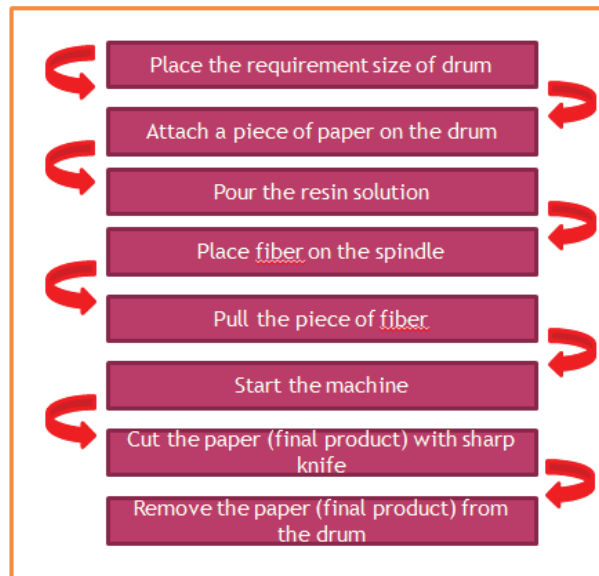 Place the requirement size of drum
Attach a piece of paper on the drum
Pour the resin solution
Place fiber on the spindle
Pull the piece of fiber
Start the machine
Cut the paper (final product) with sharp
knife
Remove the paper (final product) from
the drum